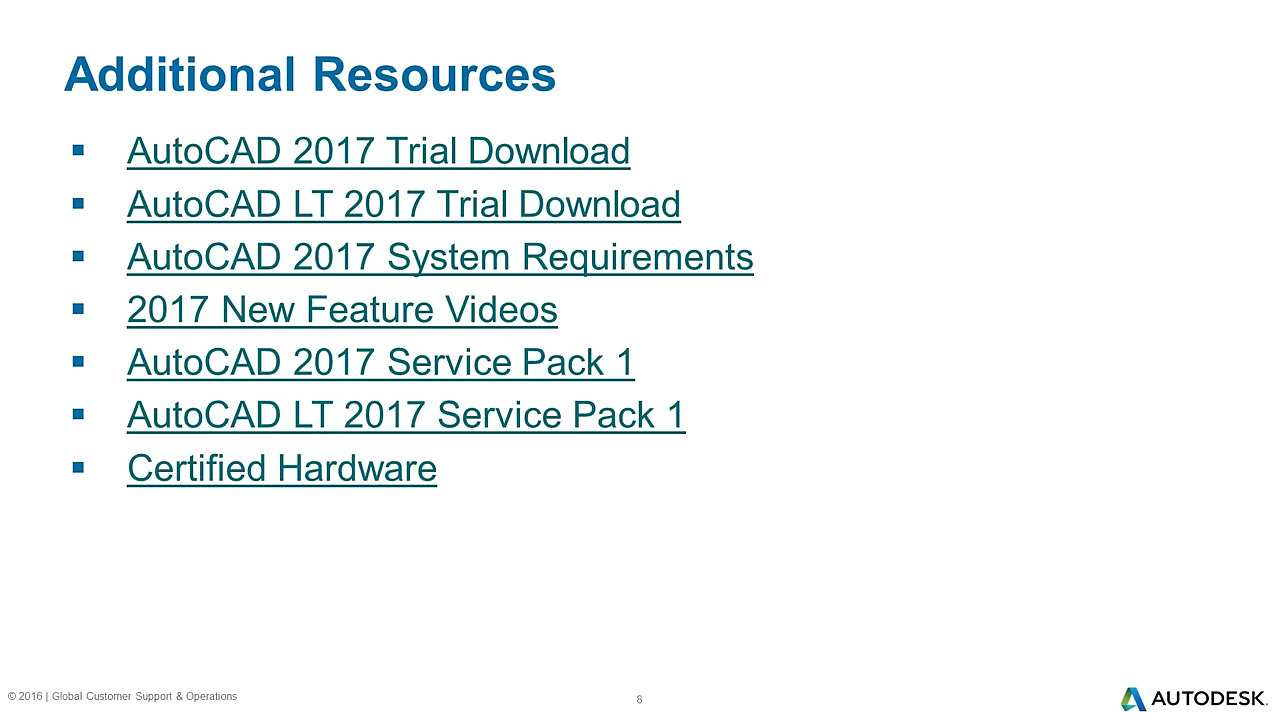 Additional Resources
AutoCAD 2017 Trial Download
AutoCAD LT 2017 Trial Download
AutoCAD 2017 System Requirements
2017 New Feature Videos
AutoCAD 2017 Service Pack 1
AutoCAD LT 2017 Service Pack 1
Certified Hardware
© 2016 | Global Customer Support & Operations
8
AUTODESK.